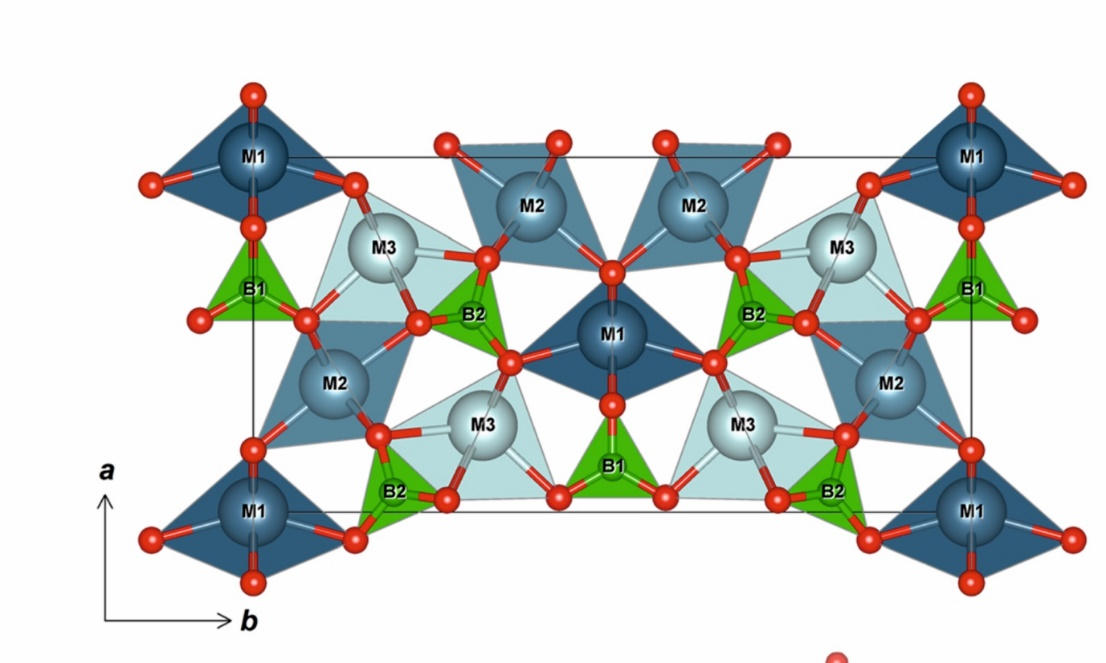 M1 M1
M2 M2
M3 M3
B1 B1
B2 B2
M1
M2 M2
M3 M3
B1
B2 B2
M1 M1
a
b